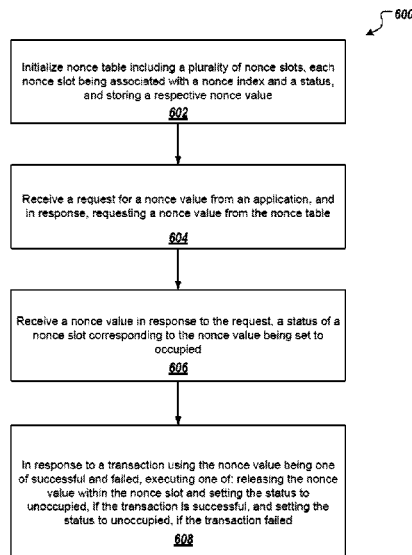 600
Initialize nonce table including a plurality of nonce slots, each
nonce slot being associated with a nonce index and a status,
and storing a respective nonce value
602
Receive a request for a nonce value from an application, and
in response, requesting a nonce value from the nonce table
604
Receive a nonce value in response to the request, a status of a
nonce slot corresponding to the nonce value being set to
occupied
606
In response to a transaction using the nonce value being one
of successful and failed, executing one of: releasing the nonce
value within the nonce slot and setting the status to
unoccupied, if the transaction is successful, and setting the
status to unoccupied, if the transaction failed
608